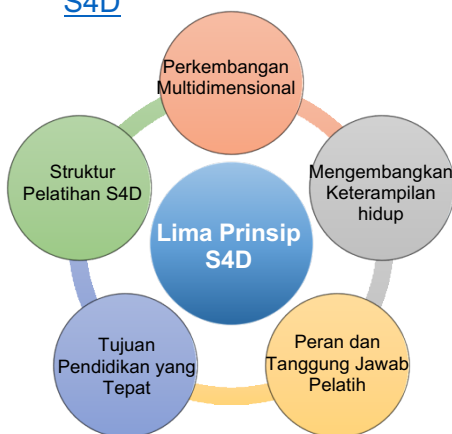 S4D
Perkembangan
Multidimensional
Mengembangkan
Keterampilan
hidup
Peran dan
Tanggung Jawab
Pelatih
Tujuan
Pendidikan yang
Tepat
Struktur
Pelatihan S4D
Lima Prinsip
S4D